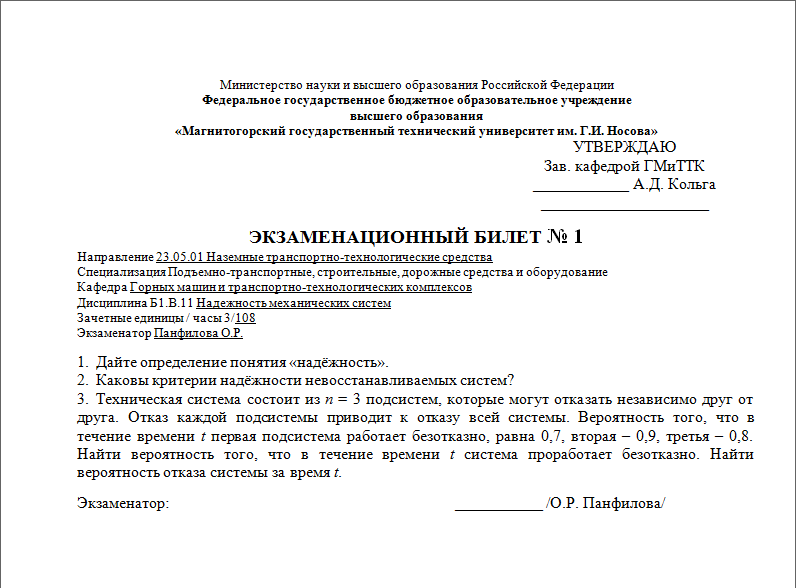 Министерство науки и высшего образования Российской Федерации
Федеральное государственное бюджетное образовательное учреждение
высшего образования
«Магнитогорский государственный технический университет им. Г.И. Носова»
УТВЕРЖДАЮ
Зав. кафедрой ГМиТТК
____________ А.Д. Кольга
_____________________
ЭКЗАМЕНАЦИОННЫЙ БИЛЕТ № 1
Направление 23.05.01 Наземные транспортно-технологические средства
Специализация Подъемно-транспортные, строительные, дорожные средства и оборудование
Кафедра Горных машин и транспортно-технологических комплексов
Дисциплина Б1.В.11 Надежность механических систем
Зачетные единицы / часы 3/108
Экзаменатор Панфилова О.Р.
1. Дайте определение понятия «надёжность».
2. Каковы критерии надёжности невосстанавливаемых систем?
3. Техническая система состоит из n = 3 подсистем, которые могут отказать независимо друг от
друга. Отказ каждой подсистемы приводит к отказу всей системы. Вероятность того, что в
течение времени t первая подсистема работает безотказно, равна 0,7, вторая – 0,9, третья – 0,8.
Найти вероятность того, что в течение времени t система проработает безотказно. Найти
вероятность отказа системы за время t.
Экзаменатор: ___________ /О.Р. Панфилова/